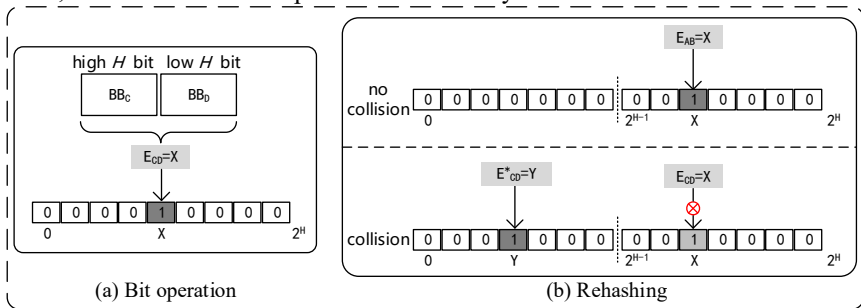 high H bit low H bit
BB_C BB_D
E_CD=X
0 0 0 0 1 0 0 0 0
0 X 2^H
(a) Bit operation
E_AB=X
no
collision
0 0 0 0 0 0 0 0 0 1 0 0 0 0
0 2^H-1 X 2^H
E*_CD=Y E_CD=X
collision 0 0 0 1 0 0 0 0 0 1 0 0 0 0
0 Y 2^H-1 X 2^H
(b) Rehashing